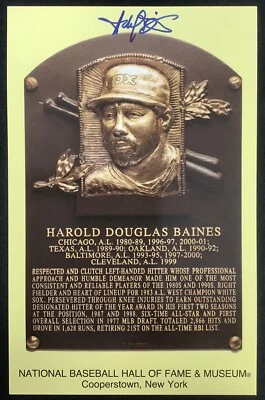 SOX
HAROLD DOUGLAS BAINES
CHICAGO, A.L. 1980-89, 1996-97, 2000-01;
TEXAS, A.L. 1989-90; OAKLAND, A.L. 1990-92;
BALTIMORE, A.L. 1993-95, 1997-2000;
CLEVELAND, A.L. 1999
RESPECTED AND CLUTCH LEFT-HANDED HITTER WHOSE PROFESSIONAL
APPROACH AND HUMBLE DEMEANOR MADE HIM ONE OF THE MOST
CONSISTENT AND RELIABLE PLAYERS OF THE 1980S AND 1990S. RIGHT
FIELDER AND HEART OF LINEUP FOR 1983 A.L. WEST CHAMPION WHITE
SOX. PERSEVERED THROUGH KNEE INJURIES TO EARN OUTSTANDING
DESIGNATED HITTER OF THE YEAR AWARD IN HIS FIRST TWO SEASONS
AT THE POSITION, 1987 AND 1988. SIX-TIME ALL-STAR AND FIRST
OVERALL SELECTION IN 1977 MLB DRAFT. TOTALED 2,866 HITS AND
DROVE IN 1,628 RUNS, RETIRING 21ST ON THE ALL-TIME RBI LIST.
NATIONAL BASEBALL HALL OF FAME & MUSEUM®
Cooperstown, New York